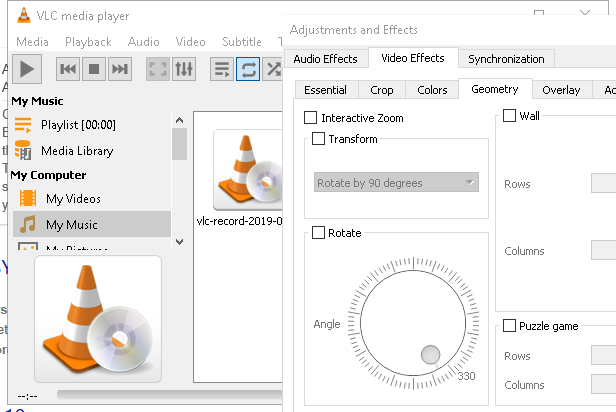 VLC media player
Media Playback Audio Video Subtitle
My Music
Playlist [00:00]
Media Library
My Computer
My Videos
My Music
My Pictures
vlc-record-2019-0
--:--
Adjustments and Effects
Audio Effects Video Effects Synchronization
Essential Crop Colors Geometry Overlay
Interactive Zoom
Transform
Rotate by 90 degrees
Rotate
Angle
330
Wall
Rows
Columns
Puzzle game
Rows
Columns